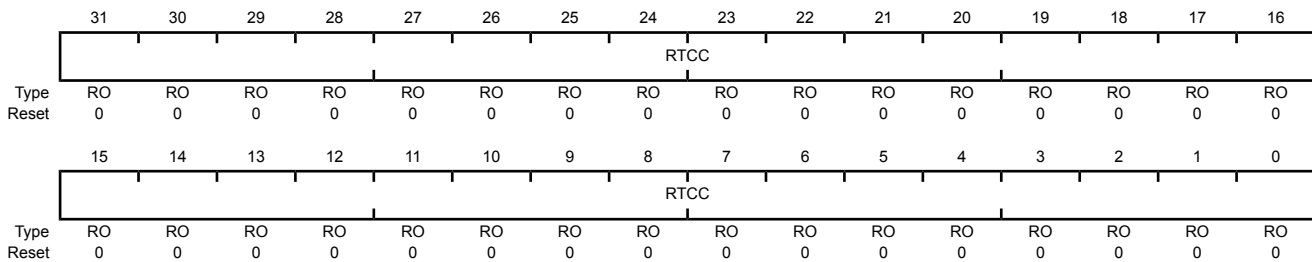 31 30 29 28 27 26 25 24 23 22 21 20 19 18 17 16
RTCC
Type RO RO RO RO RO RO RO RO RO RO RO RO RO RO RO RO
Reset 0 0 0 0 0 0 0 0 0 0 0 0 0 0 0 0
15 14 13 12 11 10 9 8 7 6 5 4 3 2 1 0
RTCC
Type RO RO RO RO RO RO RO RO RO RO RO RO RO RO RO RO
Reset 0 0 0 0 0 0 0 0 0 0 0 0 0 0 0 0